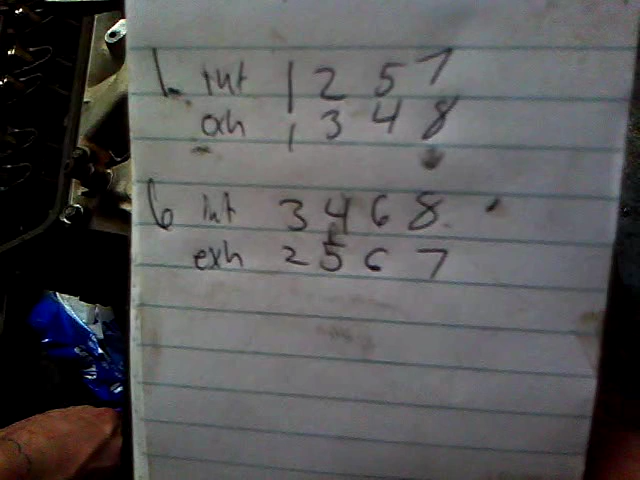 1. int 1 2 5 7
exh 1 3 4 8
6 int 3 4 6 8
exh 2 5 6 7